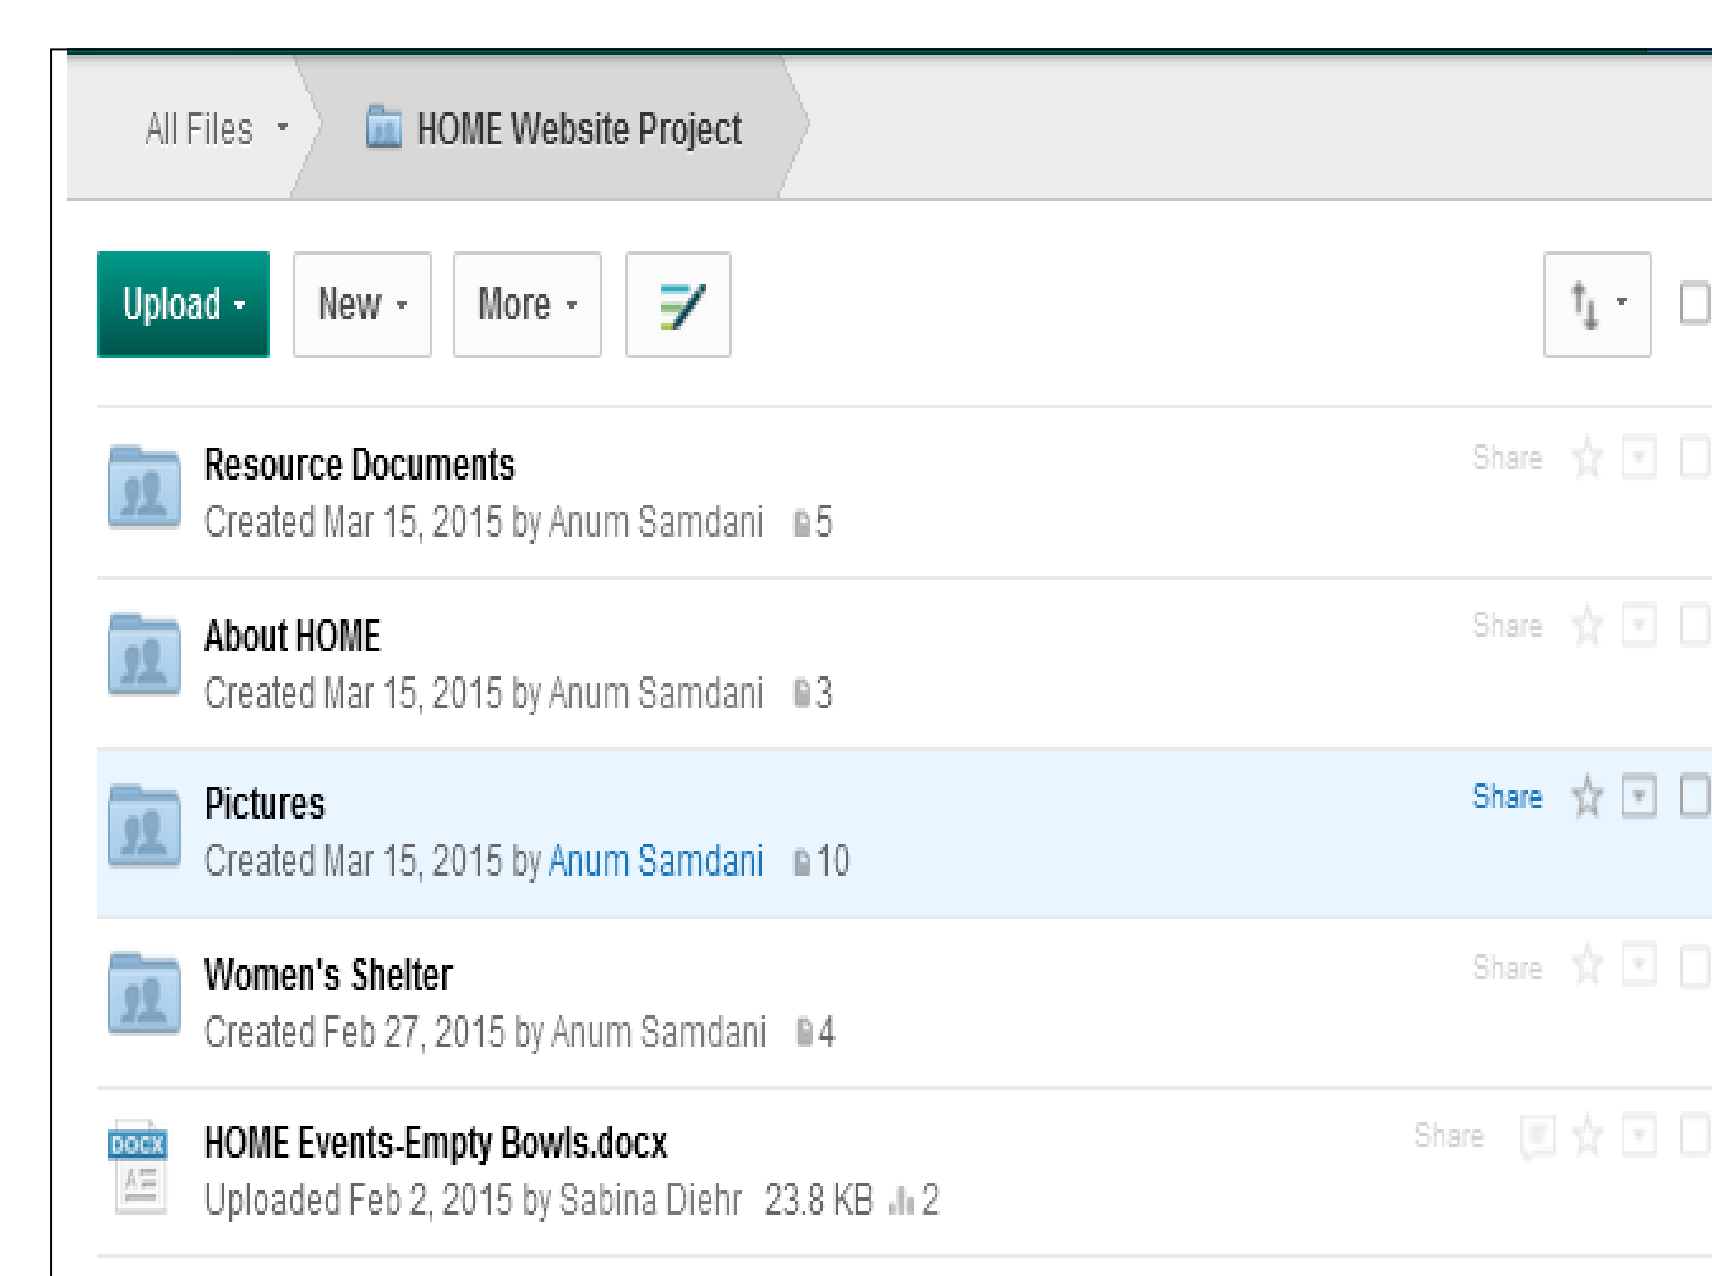 All Files
HOME Website Project
Upload New More
Resource Documents
Share
Created Mar 15, 2015 by Anum Samdani 5
About HOME
Share
Created Mar 15, 2015 by Anum Samdani 3
Pictures
Share
Created Mar 15, 2015 by Anum Samdani 10
Women's Shelter
Share
Created Feb 27, 2015 by Anum Samdani 4
DOCX
HOME Events-Empty Bowls.docx
Share
Uploaded Feb 2, 2015 by Sabina Diehr 23.8 KB 2